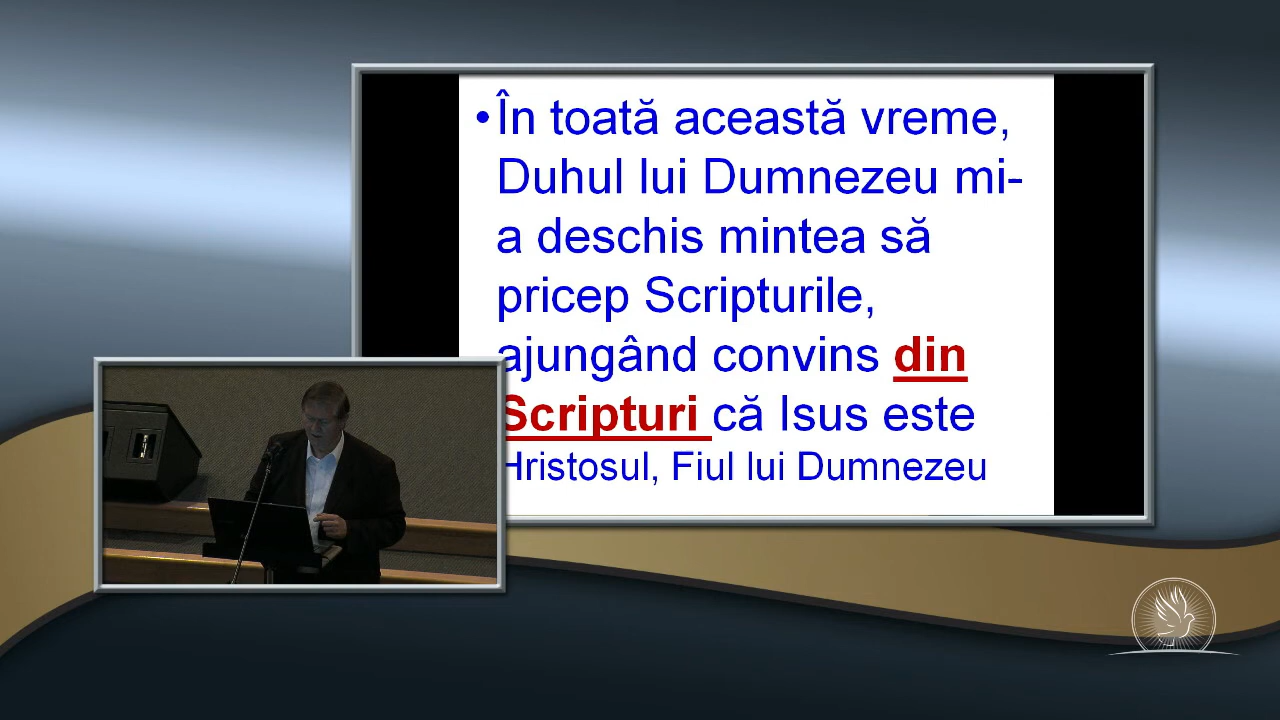 •În toată această vreme,
Duhul lui Dumnezeu mi-
a deschis mintea să
pricep Scripturile,
ajungând convins din
Scripturi că Isus este
Hristosul, Fiul lui Dumnezeu